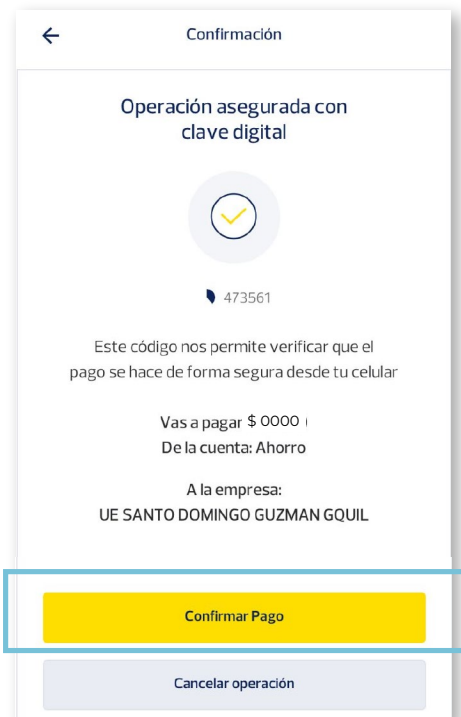 Confirmación
Operación asegurada con
clave digital
473561
Este código nos permite verificar que el
pago se hace de forma segura desde tu celular
Vas a pagar $ 0000
De la cuenta: Ahorro
A la empresa:
UE SANTO DOMINGO GUZMAN GQUIL
Confirmar Pago
Cancelar operación